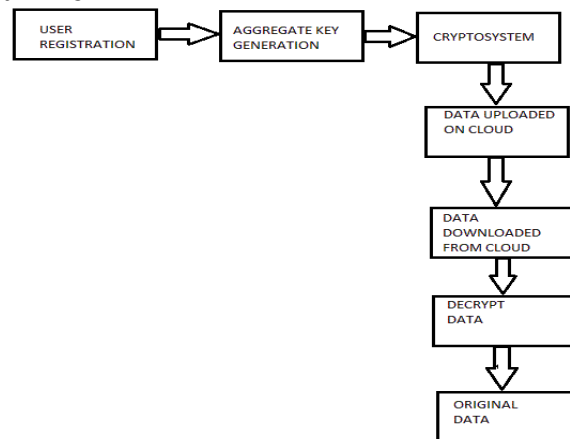 USER
REGISTRATION
AGGREGATE KEY
GENERATION
CRYPTOSYSTEM
DATA UPLOADED
ON CLOUD
DATA
DOWNLOADED
FROM CLOUD
DECRYPT
DATA
ORIGINAL
DATA